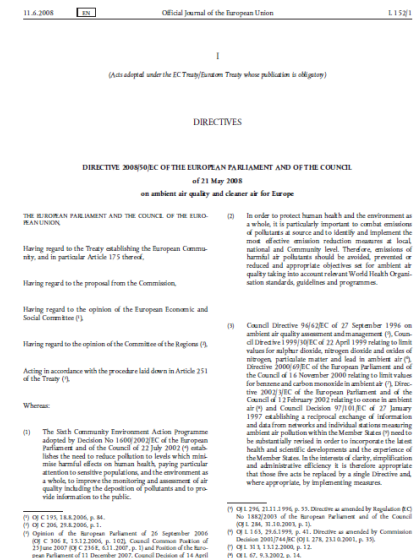 11.6.2008
EN
Official Journal of the European Union
L 152/1
I
(Acts adopted under the EC Treaty/Euratom Treaty whose publication is obligatory)
DIRECTIVES
DIRECTIVE 2008/50/EC OF THE EUROPEAN PARLIAMENT AND OF THE COUNCIL
of 21 May 2008
on ambient air quality and cleaner air for Europe
THE EUROPEAN PARLIAMENT AND THE COUNCIL OF THE EURO-
PEAN UNION,
Having regard to the Treaty establishing the European Commu-
nity, and in particular Article 175 thereof,
Having regard to the proposal from the Commission,
Having regard to the opinion of the European Economic and
Social Committee (¹),
Having regard to the opinion of the Committee of the Regions (²),
Acting in accordance with the procedure laid down in Article 251
of the Treaty (³),
Whereas:
(1) The Sixth Community Environment Action Programme
adopted by Decision No 1600/2002/EC of the European
Parliament and of the Council of 22 July 2002 (⁴) estab-
lishes the need to reduce pollution to levels which mini-
mise harmful effects on human health, paying particular
attention to sensitive populations, and the environment as
a whole, to improve the monitoring and assessment of air
quality including the deposition of pollutants and to pro-
vide information to the public.
(¹) OJ C 195, 18.8.2006, p. 84.
(²) OJ C 206, 29.8.2006, p. 1.
(³) Opinion of the European Parliament of 26 September 2006
(OJ C 306 E, 15.12.2006, p. 102), Council Common Position of
25 June 2007 (OJ C 236 E, 6.11.2007, p. 1) and Position of the Euro-
pean Parliament of 11 December 2007. Council Decision of 14 April
(2) In order to protect human health and the environment as
a whole, it is particularly important to combat emissions
of pollutants at source and to identify and implement the
most effective emission reduction measures at local,
national and Community level. Therefore, emissions of
harmful air pollutants should be avoided, prevented or
reduced and appropriate objectives set for ambient air
quality taking into account relevant World Health Organi-
sation standards, guidelines and programmes.
(3) Council Directive 96/62/EC of 27 September 1996 on
ambient air quality assessment and management (⁵), Coun-
cil Directive 1999/30/EC of 22 April 1999 relating to limit
values for sulphur dioxide, nitrogen dioxide and oxides of
nitrogen, particulate matter and lead in ambient air (⁶),
Directive 2000/69/EC of the European Parliament and of
the Council of 16 November 2000 relating to limit values
for benzene and carbon monoxide in ambient air (⁷), Direc-
tive 2002/3/EC of the European Parliament and of the
Council of 12 February 2002 relating to ozone in ambient
air (⁸) and Council Decision 97/101/EC of 27 January
1997 establishing a reciprocal exchange of information
and data from networks and individual stations measuring
ambient air pollution within the Member States (⁹) need to
be substantially revised in order to incorporate the latest
health and scientific developments and the experience of
the Member States. In the interests of clarity, simplification
and administrative efficiency it is therefore appropriate
that those five acts be replaced by a single Directive and,
where appropriate, by implementing measures.
(⁵) OJ L 296, 21.11.1996, p. 55. Directive as amended by Regulation (EC)
No 1882/2003 of the European Parliament and of the Council
(OJ L 284, 31.10.2003, p. 1).
(⁶) OJ L 163, 29.6.1999, p. 41. Directive as amended by Commission
Decision 2001/744/EC (OJ L 278, 23.10.2001, p. 35).
(⁷) OJ L 313, 13.12.2000, p. 12.
(⁸) OJ L 67, 9.3.2002, p. 14.